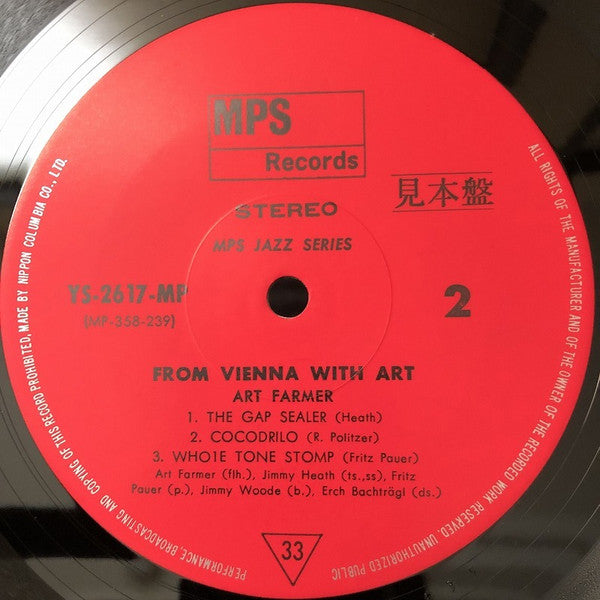 MPS
Records
STEREO
見本盤
MPS JAZZ SERIES
YS-2617-MP
(MP-358-239)
2
FROM VIENNA WITH ART
ART FARMER
1. THE GAP SEALER (Heath)
2. COCODRILO (R. Politzer)
3. WHO1E TONE STOMP (Fritz Pauer)
Art Farmer (flh.), Jimmy Heath (ts.,ss), Fritz
Pauer (p.), Jimmy Woode (b.), Erch Bachträgl (ds.)
33
ALL RIGHTS OF THE MANUFACTURER AND OF THE OWNER OF THE RECORDED WORK RESERVED. UNAUTHORIZED PUBLIC
PERFORMANCE, BROADCASTING AND COPYING OF THIS RECORD PROHIBITED, MADE BY NIPPON COLUMBIA CO., LTD.